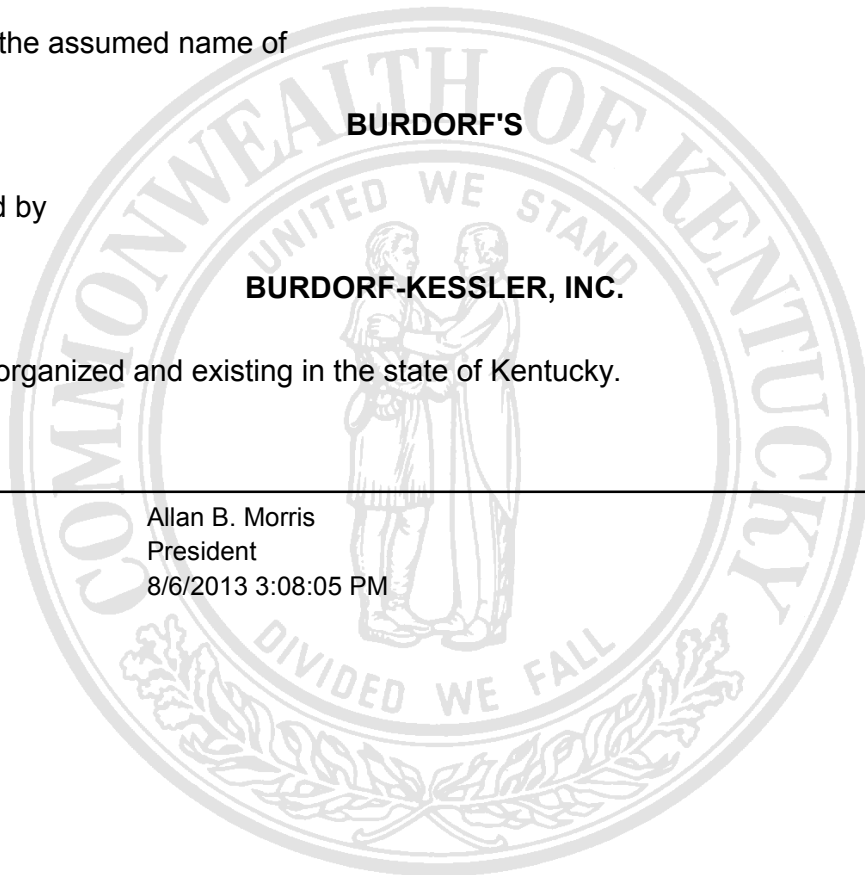 the assumed name of
BURDORF'S
d by
BURDORF-KESSLER, INC.
organized and existing in the state of Kentucky.
Allan B. Morris
President
8/6/2013 3:08:05 PM
COMMONWEALTH OF KENTUCKY
UNITED WE STAND
DIVIDED WE FALL